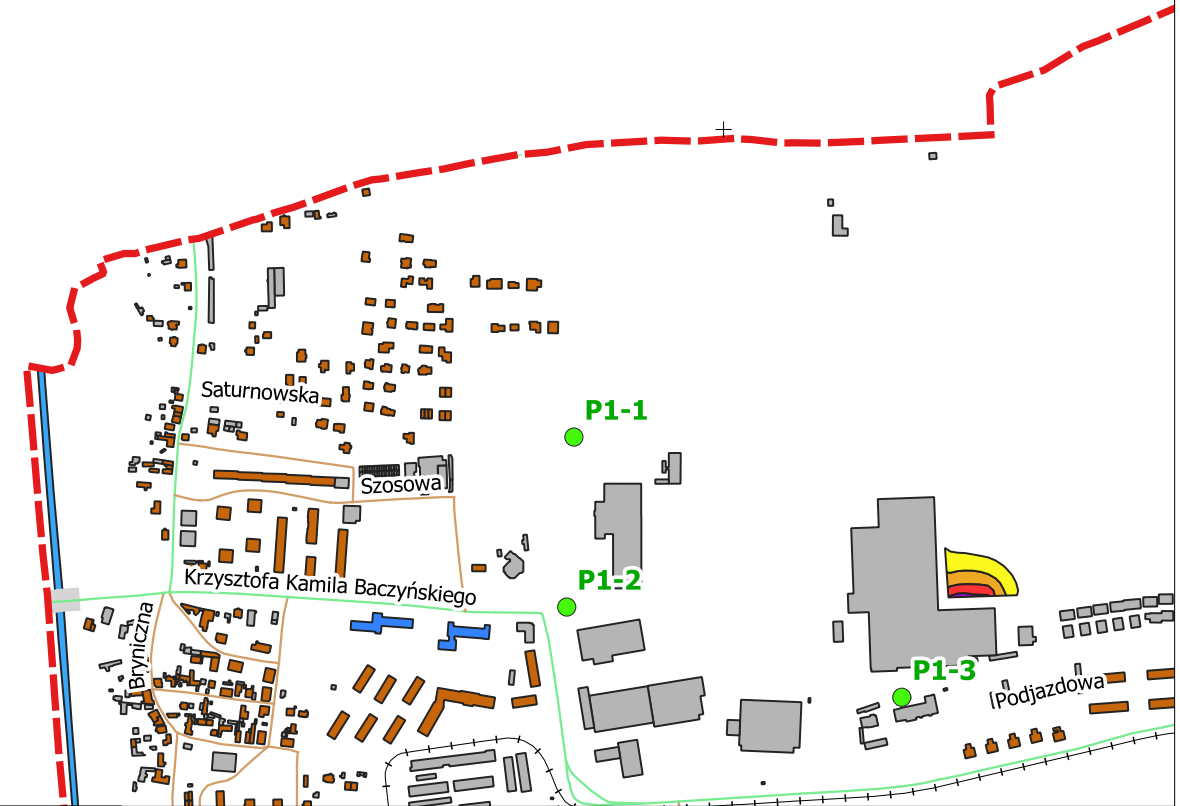 Saturnowska
P1-1
Szosowa
P1-2
Krzysztofa Kamila Baczyńskiego
Bryniczna
P1-3
Podjazdowa